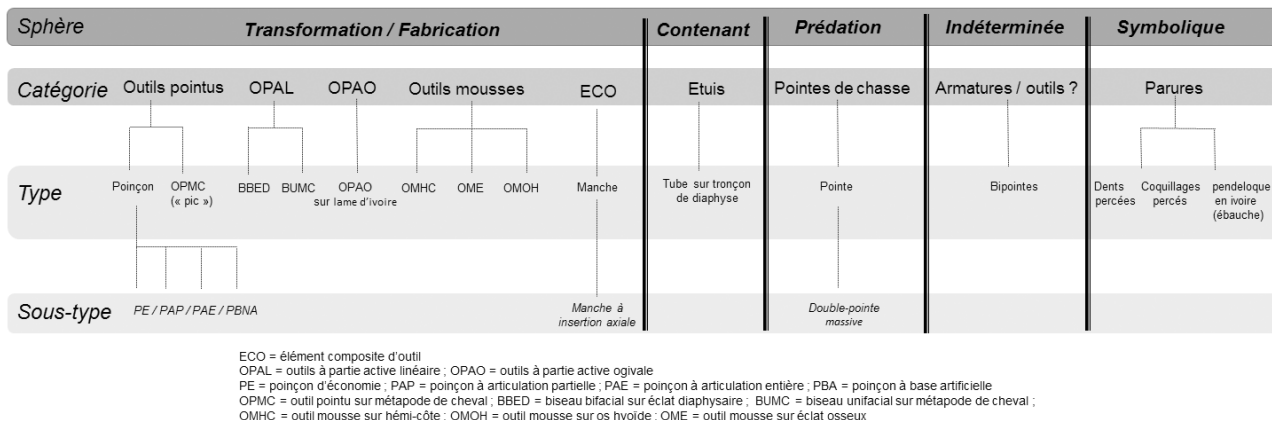 Sphère Transformation / Fabrication Contenant Prédation Indéterminée Symbolique
Catégorie Outils pointus OPAL OPAO Outils mousses ECO Etuis Pointes de chasse Armatures / outils ? Parures
Type Poinçon OPMC (« pic ») BBED BUMC OPAO sur lame d'ivoire OMHC OME OMOH Manche Tube sur tronçon de diaphyse Pointe Bipointes Dents percées Coquillages percés pendeloque en ivoire (ébauche)
Sous-type PE / PAP / PAE / PBNA Manche à insertion axiale Double-pointe massive
ECO = élément composite d'outil
OPAL = outils à partie active linéaire ; OPAO = outils à partie active ogivale
PE = poinçon d'économie ; PAP = poinçon à articulation partielle ; PAE = poinçon à articulation entière ; PBA = poinçon à base artificielle
OPMC = outil pointu sur métapode de cheval ; BBED = biseau bifacial sur éclat diaphysaire ; BUMC = biseau unifacial sur métapode de cheval ;
OMHC = outil mousse sur hémi-côte ; OMOH = outil mousse sur os hyoïde ; OME = outil mousse sur éclat osseux